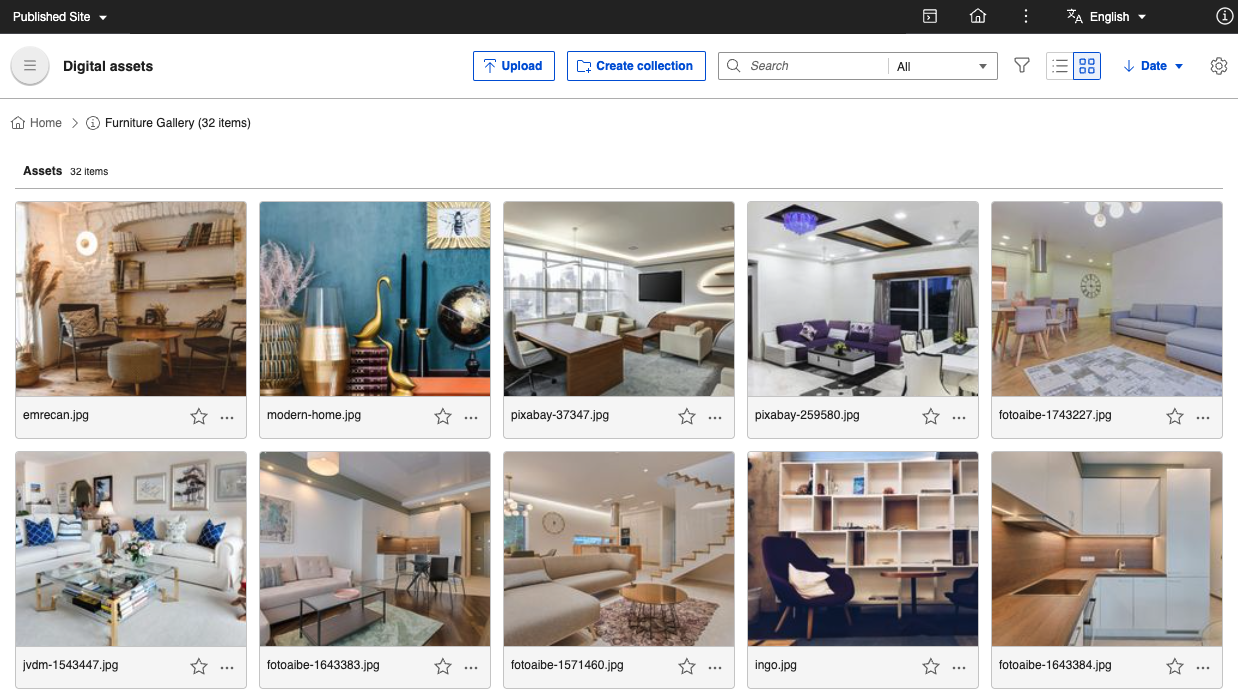 Published Site
English
Digital assets
Upload
Create collection
Search
All
Date
Home
Furniture Gallery (32 items)
Assets 32 items
emrecan.jpg
modern-home.jpg
pixabay-37347.jpg
pixabay-259580.jpg
fotoaibe-1743227.jpg
jvdm-1543447.jpg
fotoaibe-1643383.jpg
fotoaibe-1571460.jpg
ingo.jpg
fotoaibe-1643384.jpg